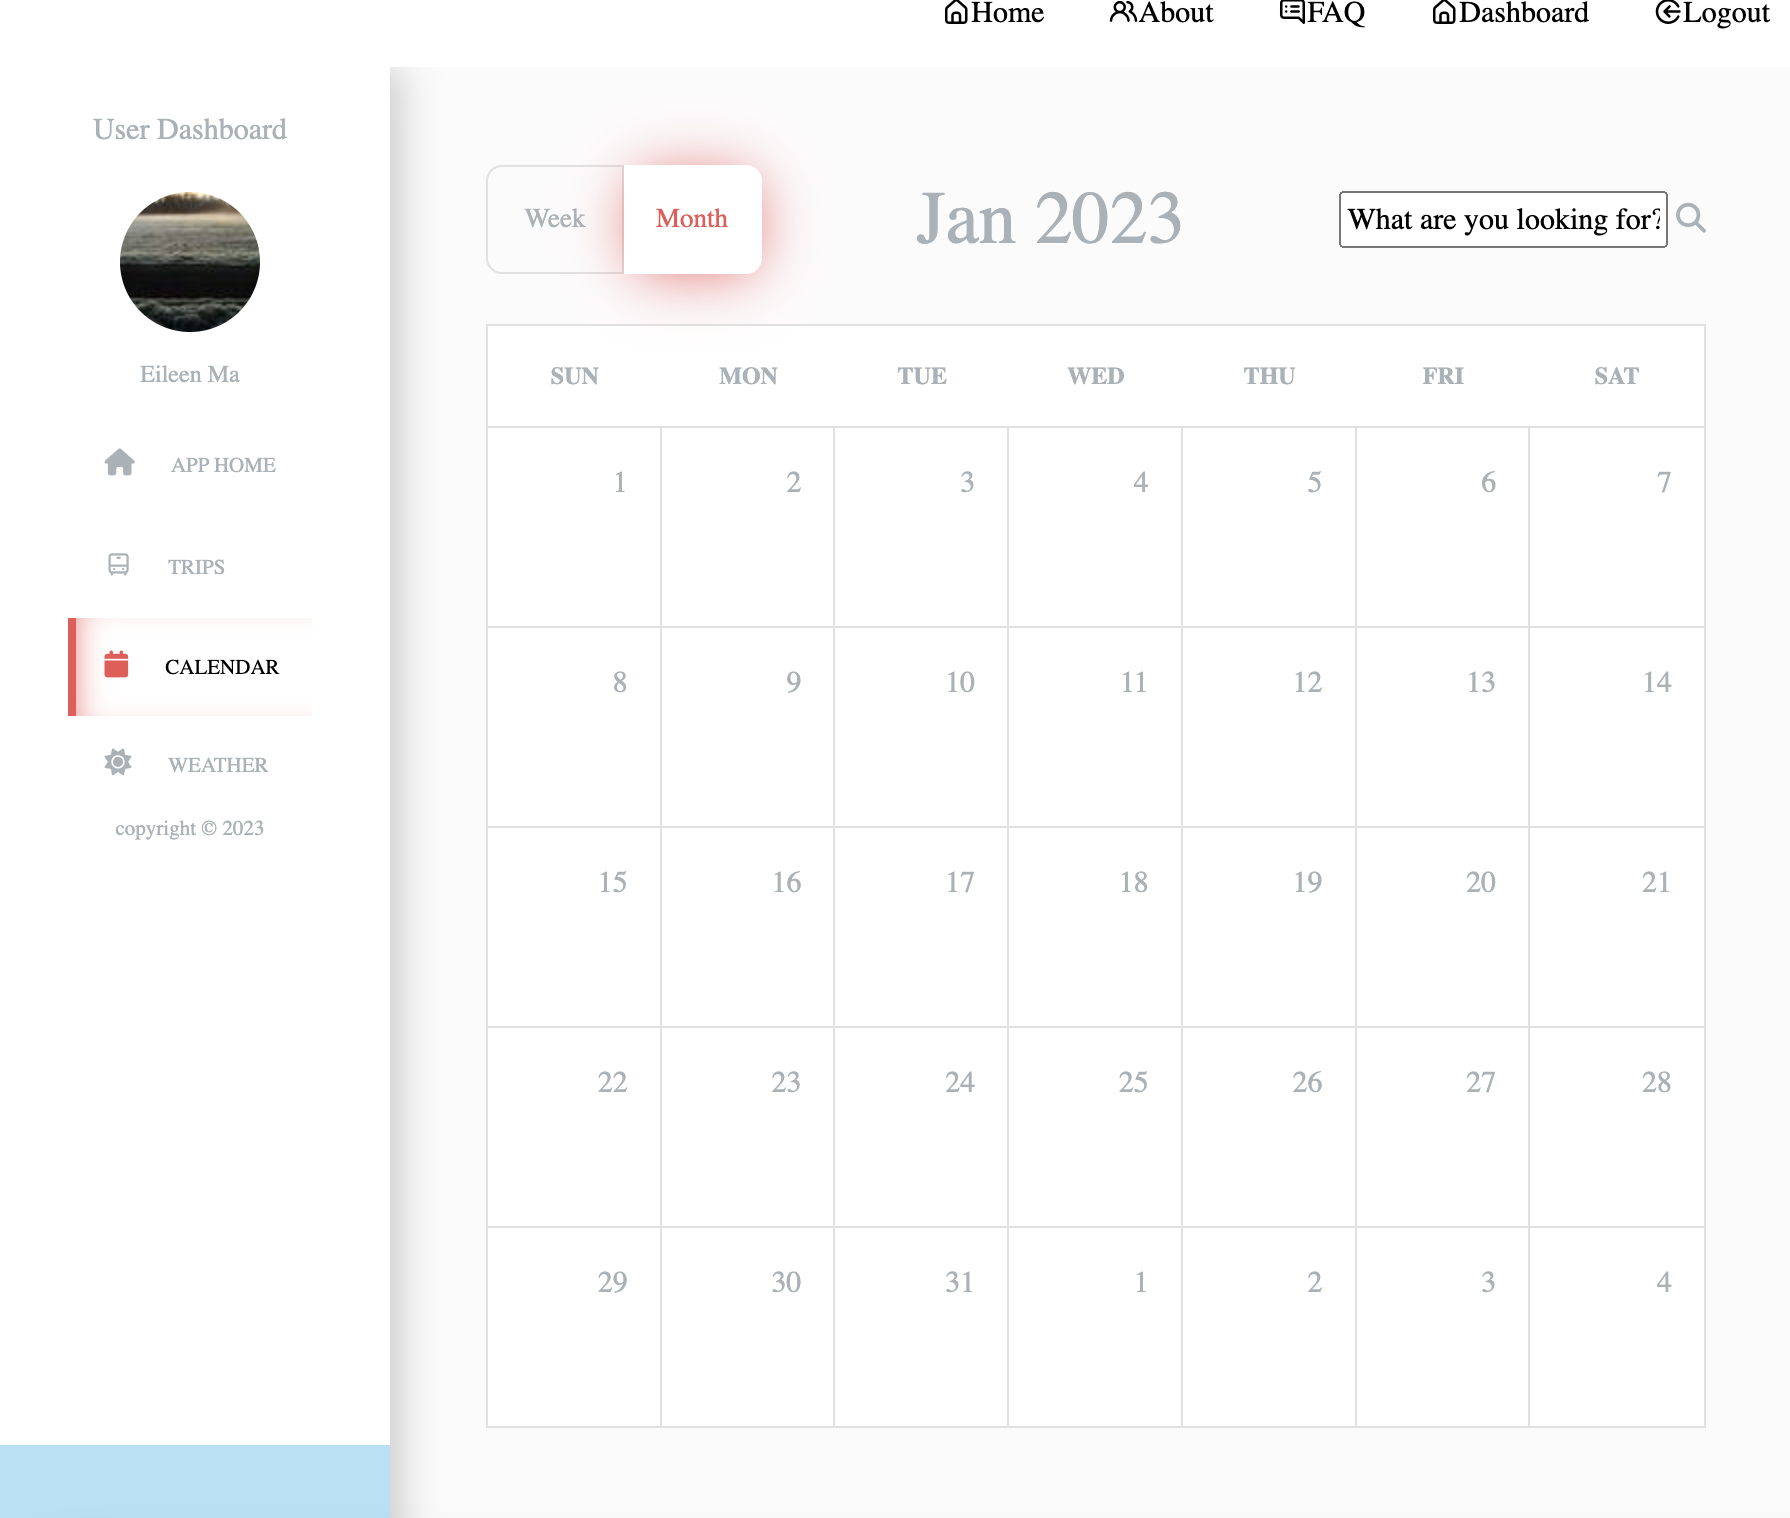 Home About FAQ Dashboard Logout
User Dashboard
Eileen Ma
APP HOME
TRIPS
CALENDAR
WEATHER
copyright © 2023
Week Month Jan 2023 What are you looking for?
SUN MON TUE WED THU FRI SAT
1 2 3 4 5 6 7
8 9 10 11 12 13 14
15 16 17 18 19 20 21
22 23 24 25 26 27 28
29 30 31 1 2 3 4